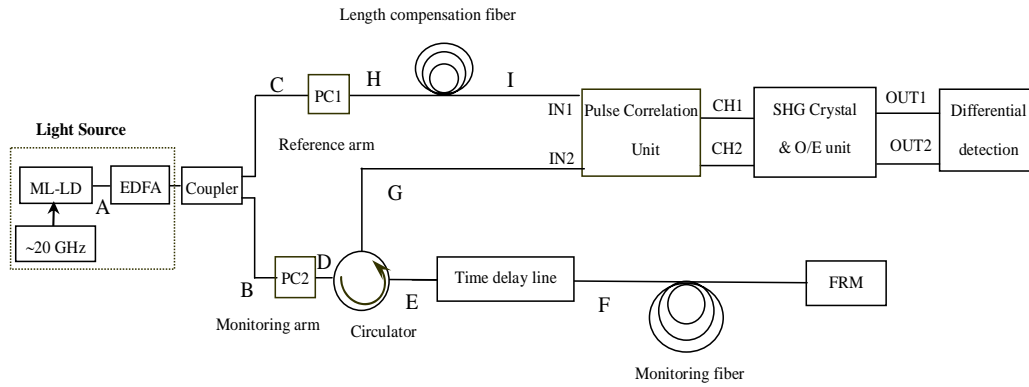 Length compensation fiber
C
H
I
PC1
IN1
CH1
OUT1
Light Source
Reference arm
Pulse Correlation
Unit
SHG Crystal
& O/E unit
Differential
detection
IN2
CH2
OUT2
ML-LD
EDFA
Coupler
A
G
~20 GHz
B
PC2
D
E
Time delay line
F
FRM
Monitoring arm
Circulator
Monitoring fiber